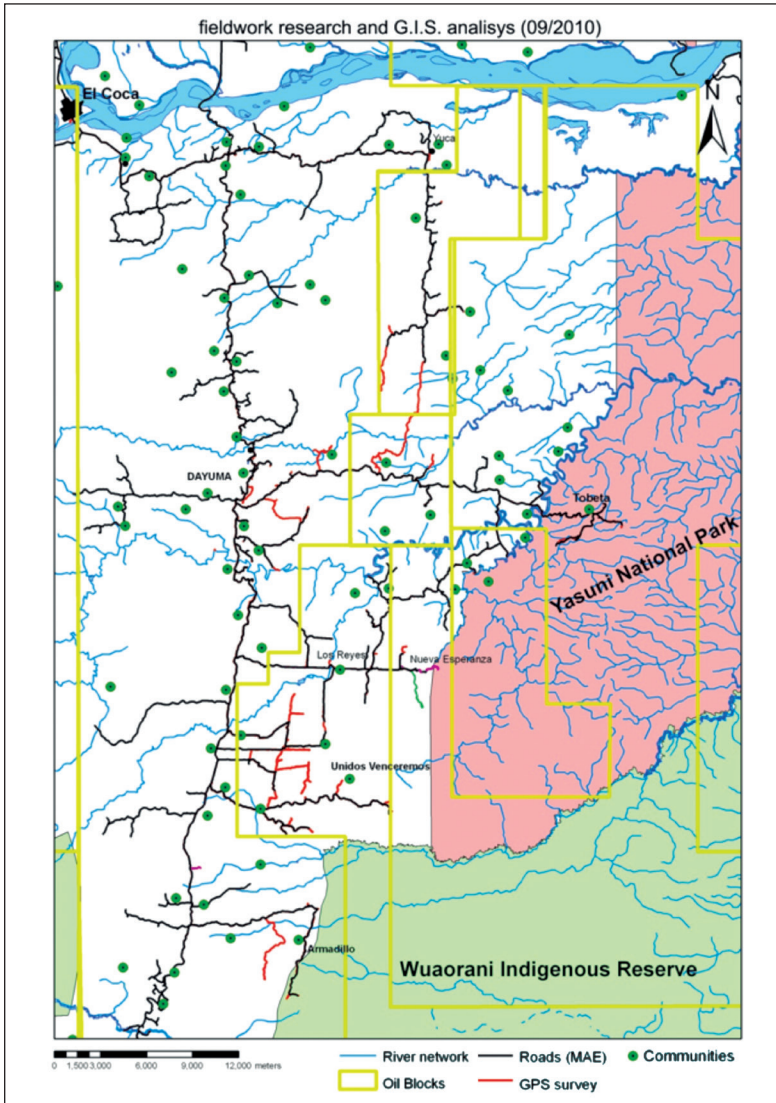 fieldwork research and G.I.S. analisys (09/2010)
El Coca
N
Yuca
DAYUMA
Tobeta
Yasuni National Park
Los Reyes
Nueva Esperanza
Unidos Venceremos
Armadillo
Wuaorani Indigenous Reserve
0 1,500 3,000 6,000 9,000 12,000 meters
River network
Roads (MAE)
Communities
Oil Blocks
GPS survey